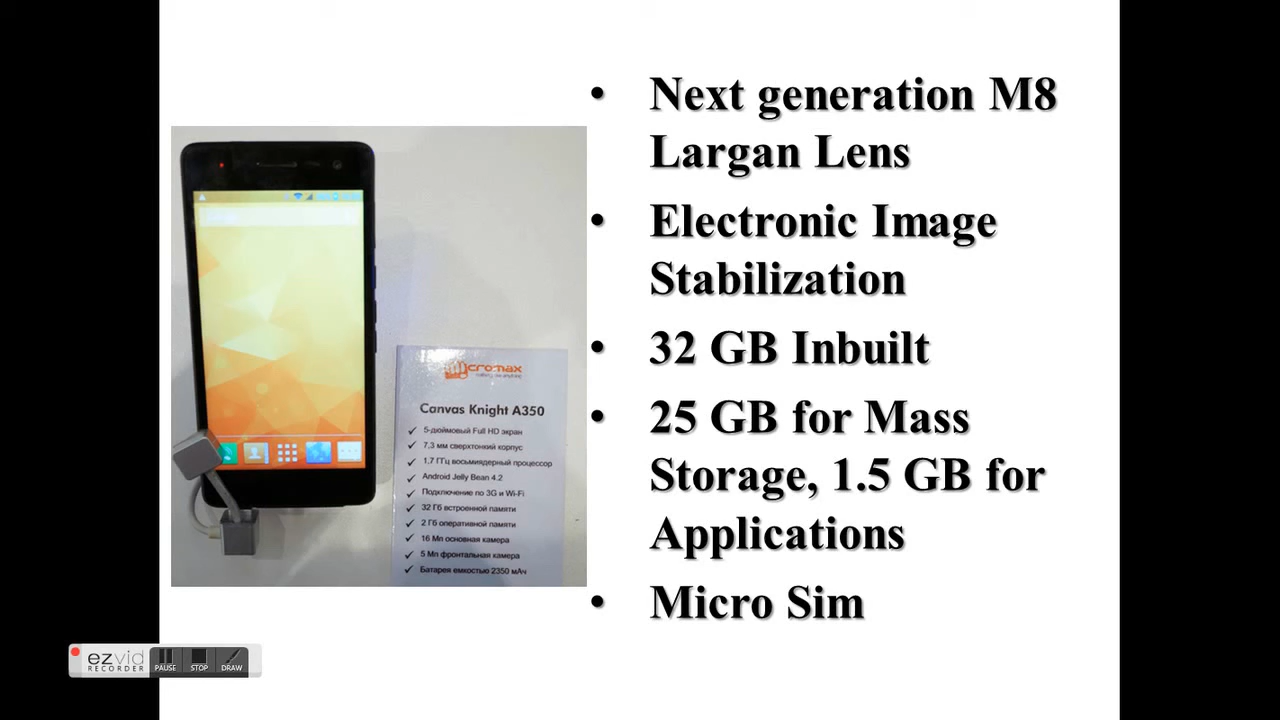 Next generation M8
Largan Lens
Electronic Image
Stabilization
32 GB Inbuilt
25 GB for Mass
Storage, 1.5 GB for
Applications
Micro Sim
cromax
Canvas Knight A350
5-дюймовый Full HD экран
7,3 мм сверхтонкий корпус
1,7 ГГц восьмиядерный процессор
Android Jelly Bean 4.2
Подключение по 3G и Wi-Fi
32 Гб встроенной памяти
2 Гб оперативной памяти
16 Мп основная камера
5 Мп фронтальная камера
Батарея емкостью 2350 мАч
ezvid
RECORDER
PAUSE
STOP
DRAW